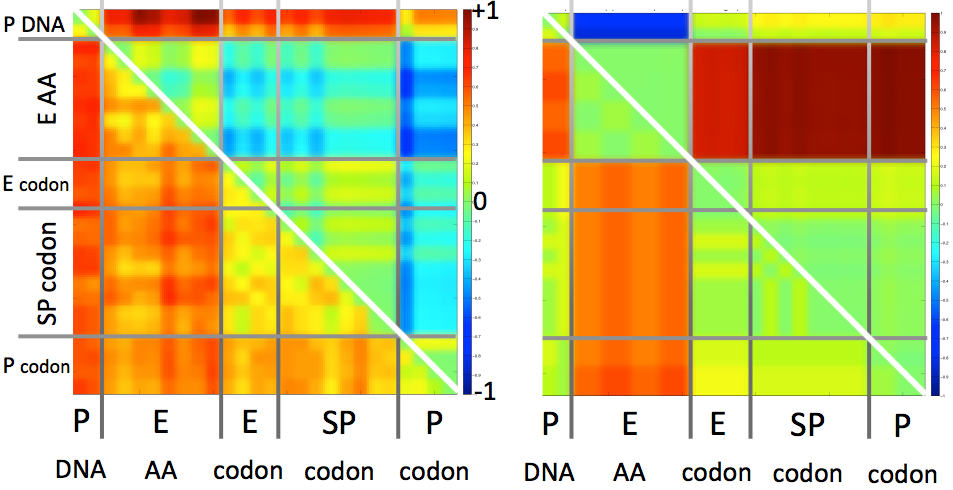 P DNA
E AA
E codon
SP codon
P codon
+1
0
-1
P E E SP P
DNA AA codon codon codon
P E E SP P
DNA AA codon codon codon